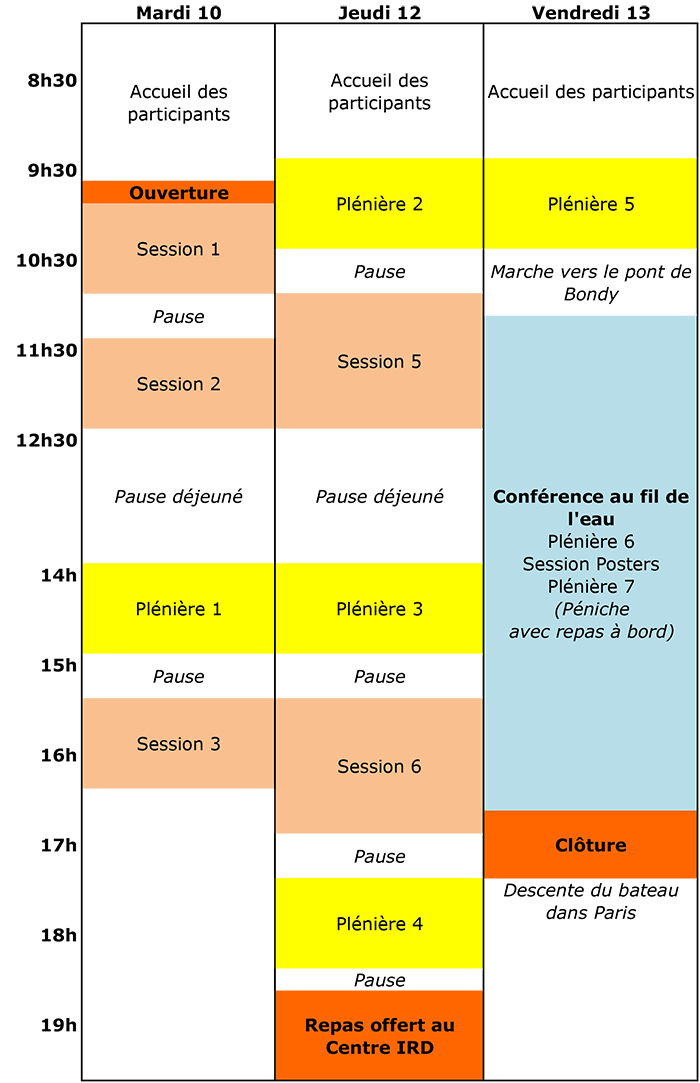 Mardi 10
Jeudi 12
Vendredi 13
8h30
Accueil des
participants
Accueil des
participants
Accueil des participants
9h30
Ouverture
Plénière 2
Plénière 5
Session 1
10h30
Pause
Marche vers le pont de
Bondy
Pause
11h30
Session 2
Session 5
12h30
Pause déjeuné
Pause déjeuné
Conférence au fil de
l'eau
Plénière 6
Session Posters
Plénière 7
(Péniche
avec repas à bord)
14h
Plénière 1
Plénière 3
15h
Pause
Pause
Session 3
16h
Session 6
17h
Pause
Clôture
Descente du bateau
dans Paris
Plénière 4
18h
Pause
19h
Repas offert au
Centre IRD